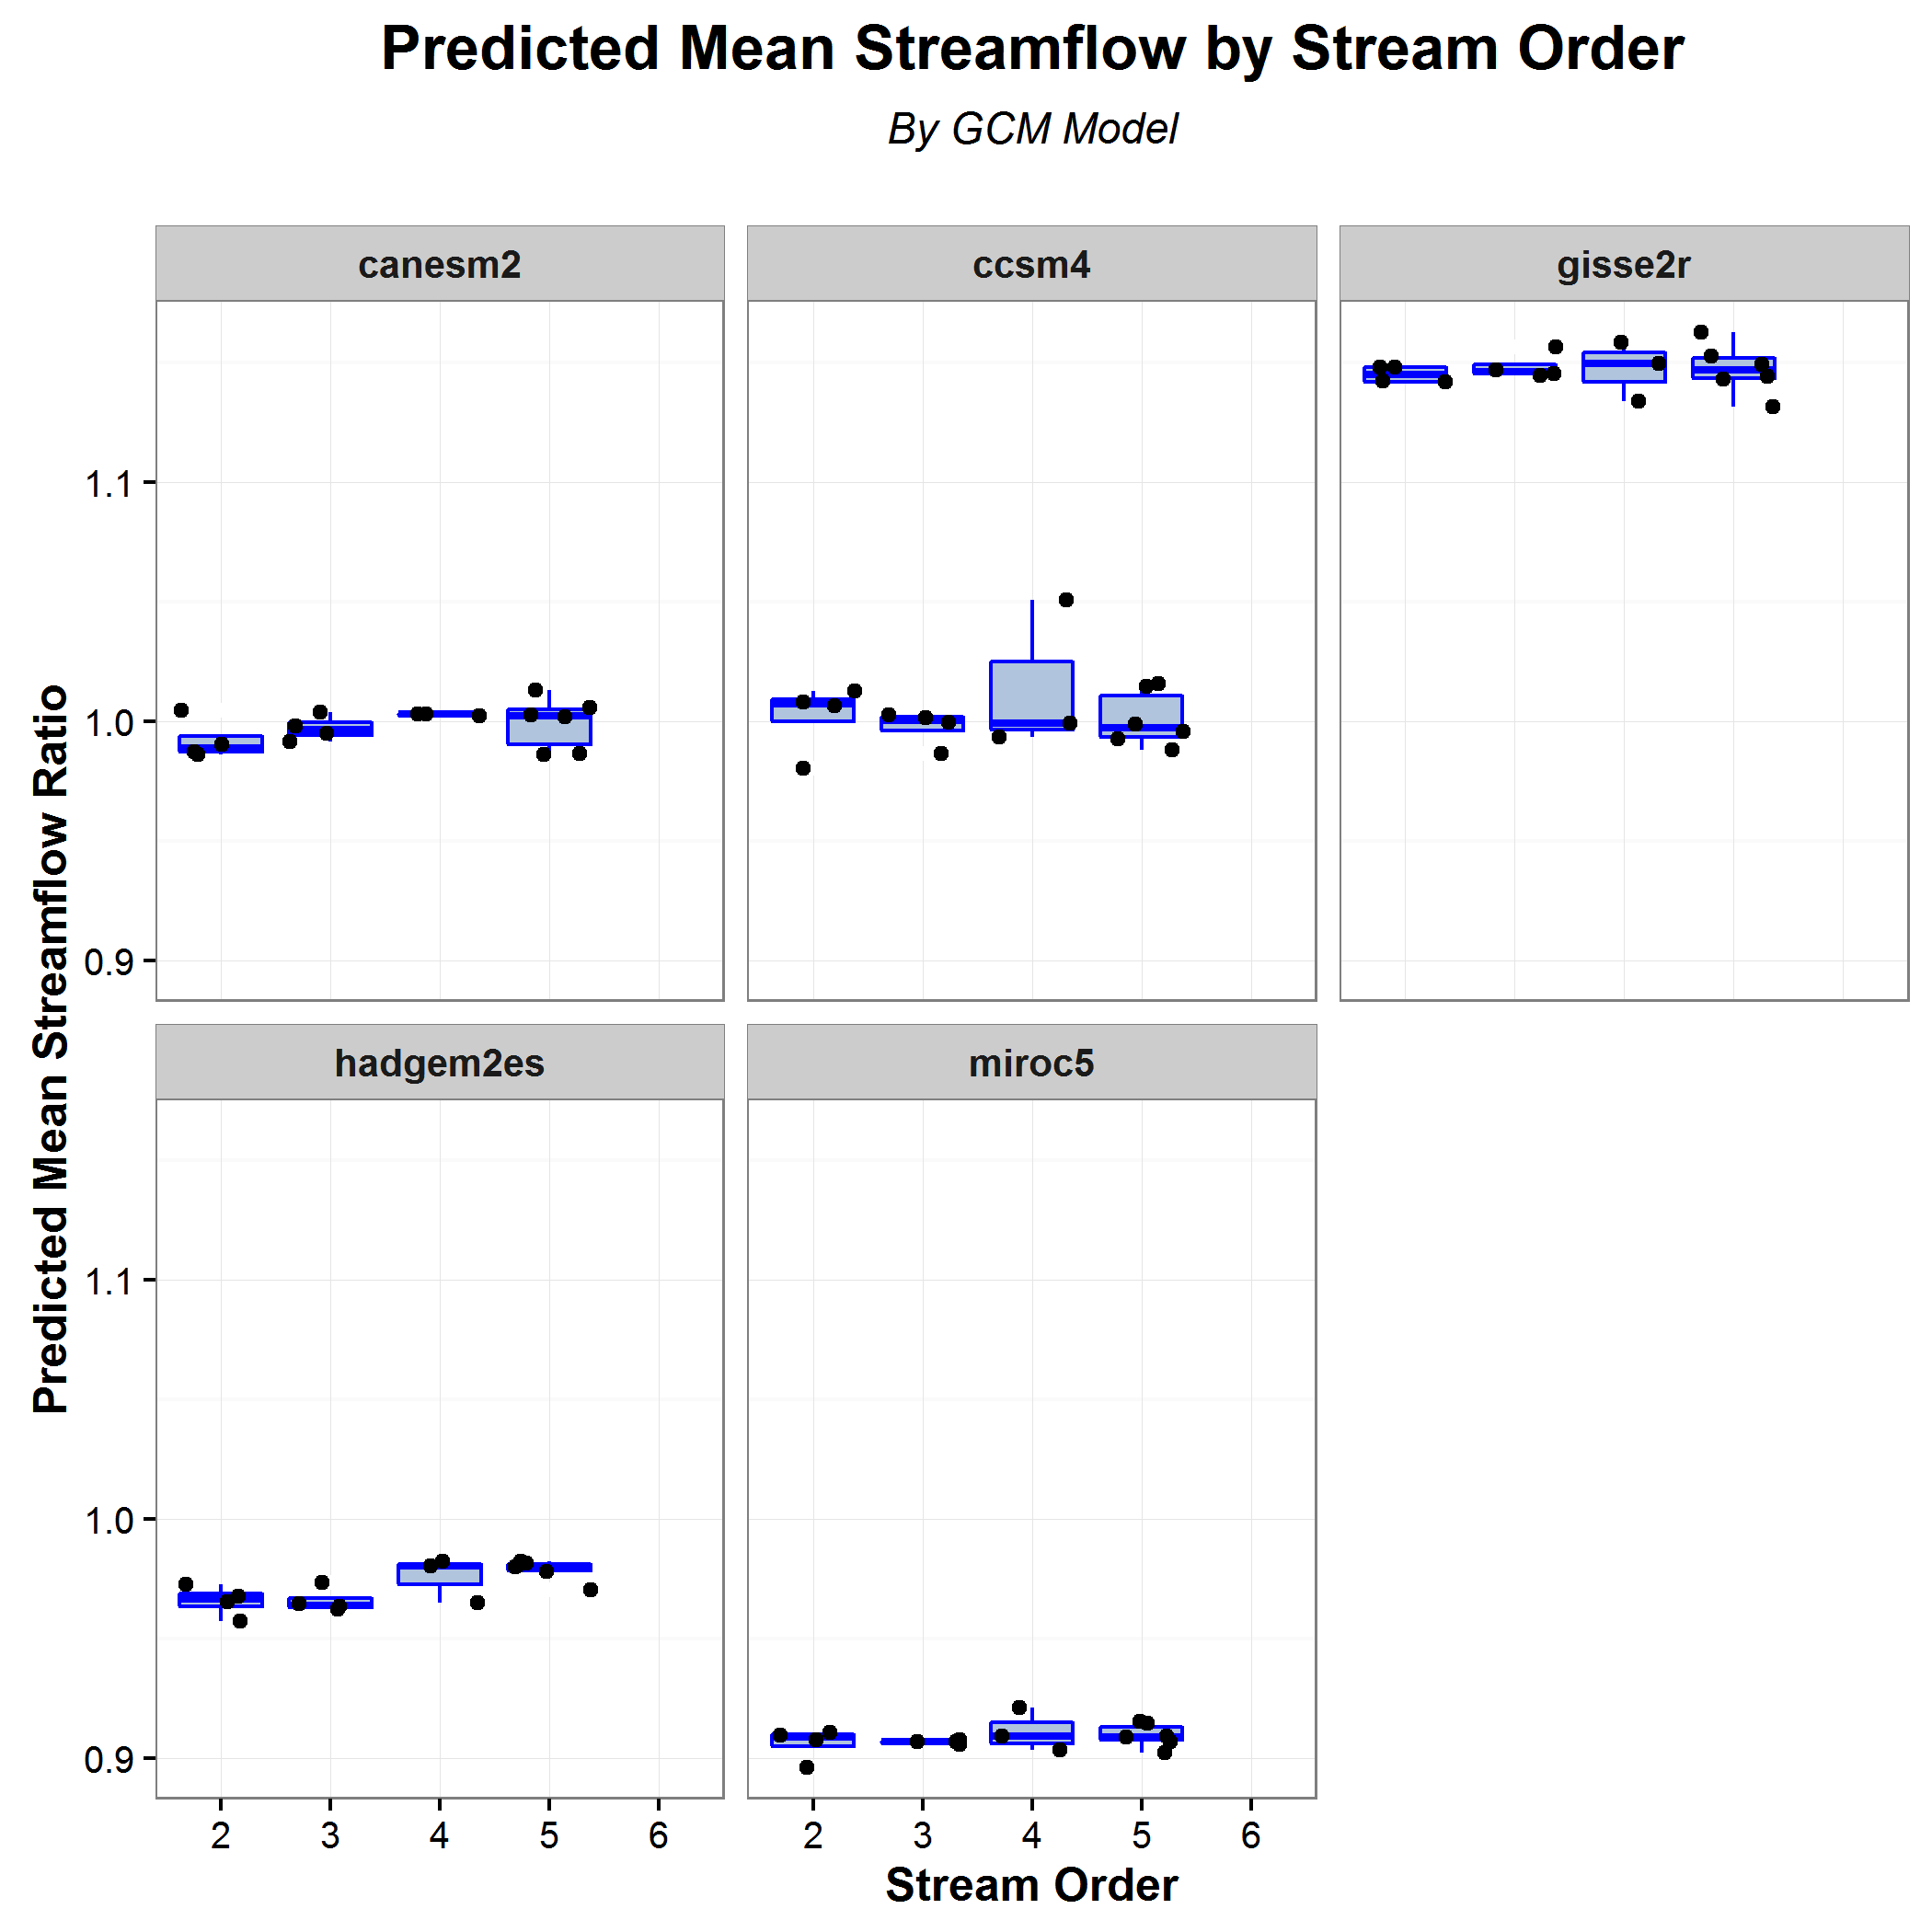 Predicted Mean Streamflow by Stream Order
By GCM Model
canesm2
ccsm4
gisse2r
1.1
1.0
0.9
Predicted Mean Streamflow Ratio
hadgem2es
miroc5
1.1
1.0
0.9
2 3 4 5 6
2 3 4 5 6
Stream Order